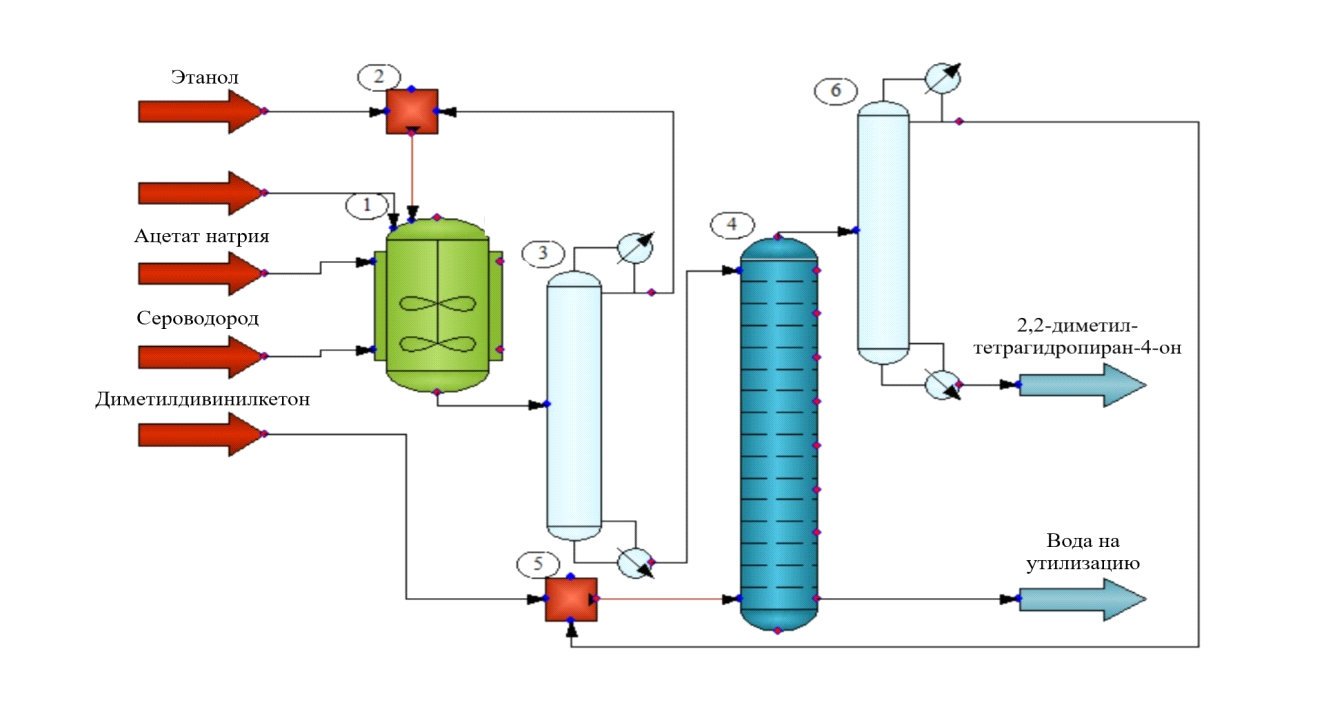 Этанол
2
6
1
Ацетат натрия
4
3
Сероводород
2,2-диметил-
тетрагидропиран-4-он
Диметилдивинилкетон
Вода на
утилизацию
5